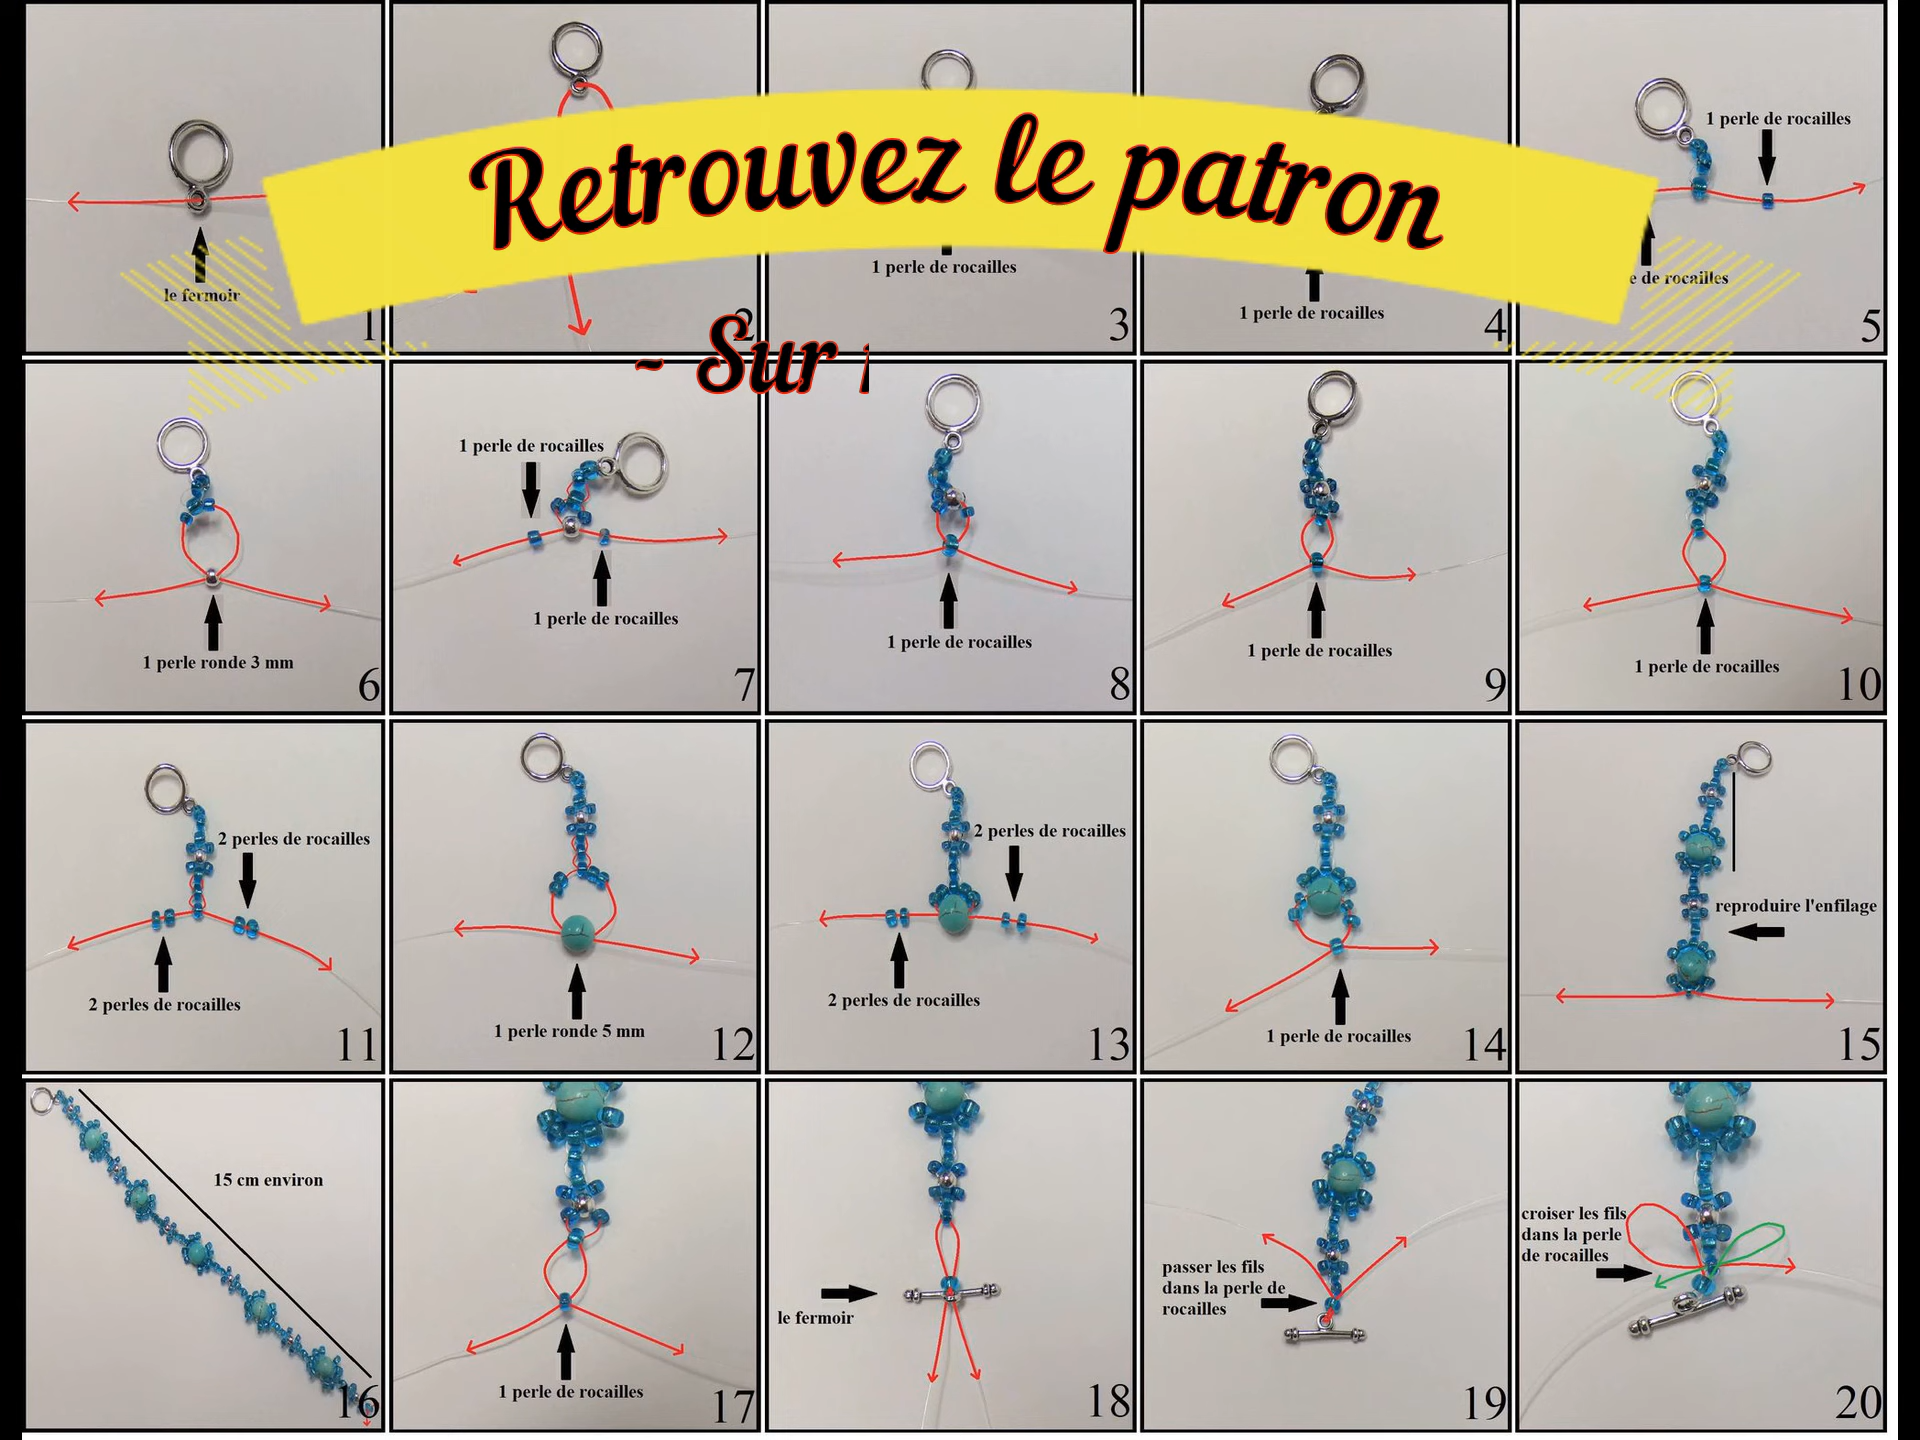 Retrouvez le patron
~ Sur
le fermoir
1
2
1 perle de rocailles
3
1 perle de rocailles
4
1 perle de rocailles
de rocailles
5
1 perle ronde 3 mm
6
1 perle de rocailles
1 perle de rocailles
7
1 perle de rocailles
8
1 perle de rocailles
9
1 perle de rocailles
10
2 perles de rocailles
2 perles de rocailles
11
1 perle ronde 5 mm
12
2 perles de rocailles
2 perles de rocailles
13
1 perle de rocailles
14
reproduire l'enfilage
15
15 cm environ
16
1 perle de rocailles
17
le fermoir
18
passer les fils
dans la perle de
rocailles
19
croiser les fils
dans la perle
de rocailles
20